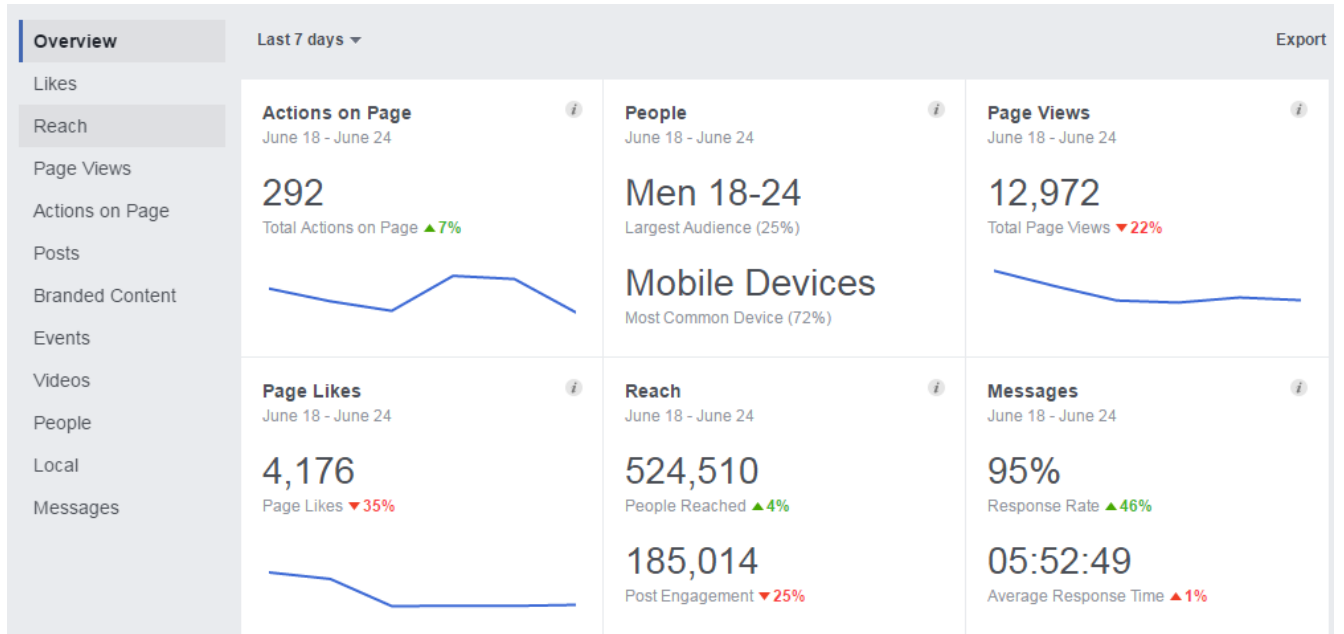 Overview
Likes
Reach
Page Views
Actions on Page
Posts
Branded Content
Events
Videos
People
Local
Messages
Last 7 days
Export
Actions on Page
June 18 - June 24
292
Total Actions on Page ▲ 7%
People
June 18 - June 24
Men 18-24
Largest Audience (25%)
Mobile Devices
Most Common Device (72%)
Page Views
June 18 - June 24
12,972
Total Page Views ▼ 22%
Page Likes
June 18 - June 24
4,176
Page Likes ▼ 35%
Reach
June 18 - June 24
524,510
People Reached ▲ 4%
185,014
Post Engagement ▼ 25%
Messages
June 18 - June 24
95%
Response Rate ▲ 46%
05:52:49
Average Response Time ▲ 1%